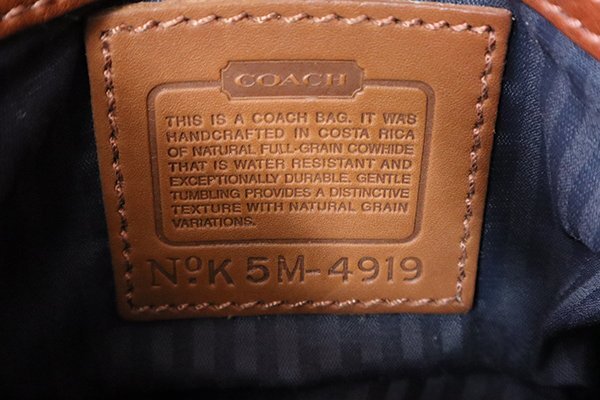 COACH
THIS IS A COACH BAG. IT WAS
HANDCRAFTED IN COSTA RICA
OF NATURAL FULL-GRAIN COWHIDE
THAT IS WATER RESISTANT AND
EXCEPTIONALLY DURABLE. GENTLE
TUMBLING PROVIDES A DISTINCTIVE
TEXTURE WITH NATURAL GRAIN
VARIATIONS.
Nº.K5M-4919